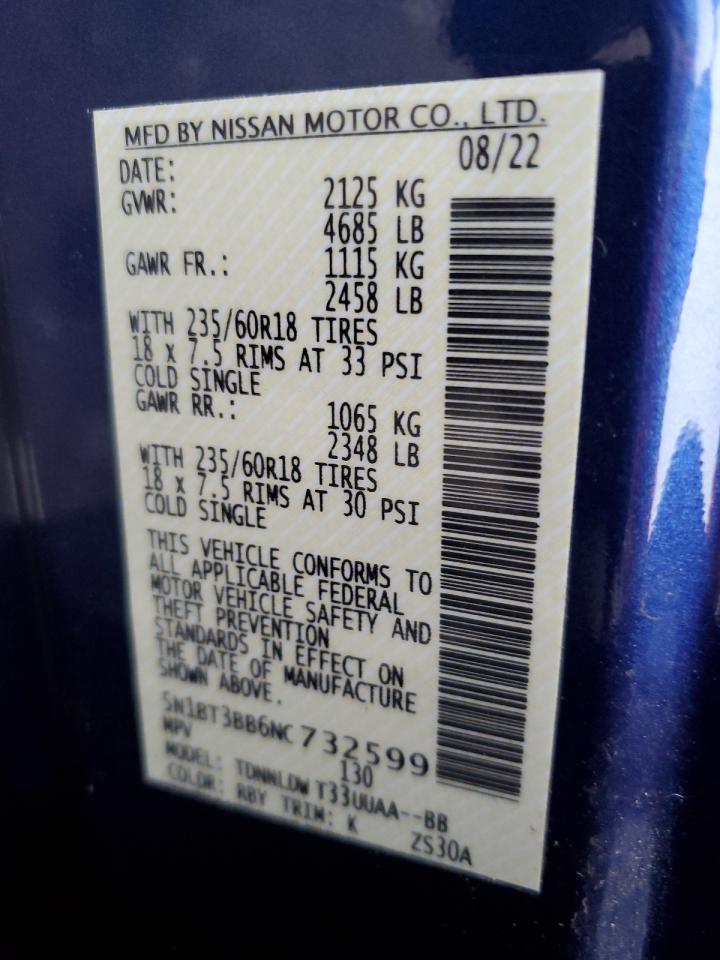 MFD BY NISSAN MOTOR CO., LTD.
DATE: 08/22
GVWR: 2125 KG
4685 LB
GAWR FR.: 1115 KG
2458 LB
WITH 235/60R18 TIRES
18 x 7.5 RIMS AT 33 PSI
COLD SINGLE
GAWR RR.: 1065 KG
2348 LB
WITH 235/60R18 TIRES
18 x 7.5 RIMS AT 30 PSI
COLD SINGLE
THIS VEHICLE CONFORMS TO
ALL APPLICABLE FEDERAL
MOTOR VEHICLE SAFETY AND
THEFT PREVENTION
STANDARDS IN EFFECT ON
THE DATE OF MANUFACTURE
SHOWN ABOVE.
5N1BT3BB6NC732599
MPV 130
MODEL: TDNNLDW T33UUAA--BB
COLOR: RBY TRIM: K ZS30A